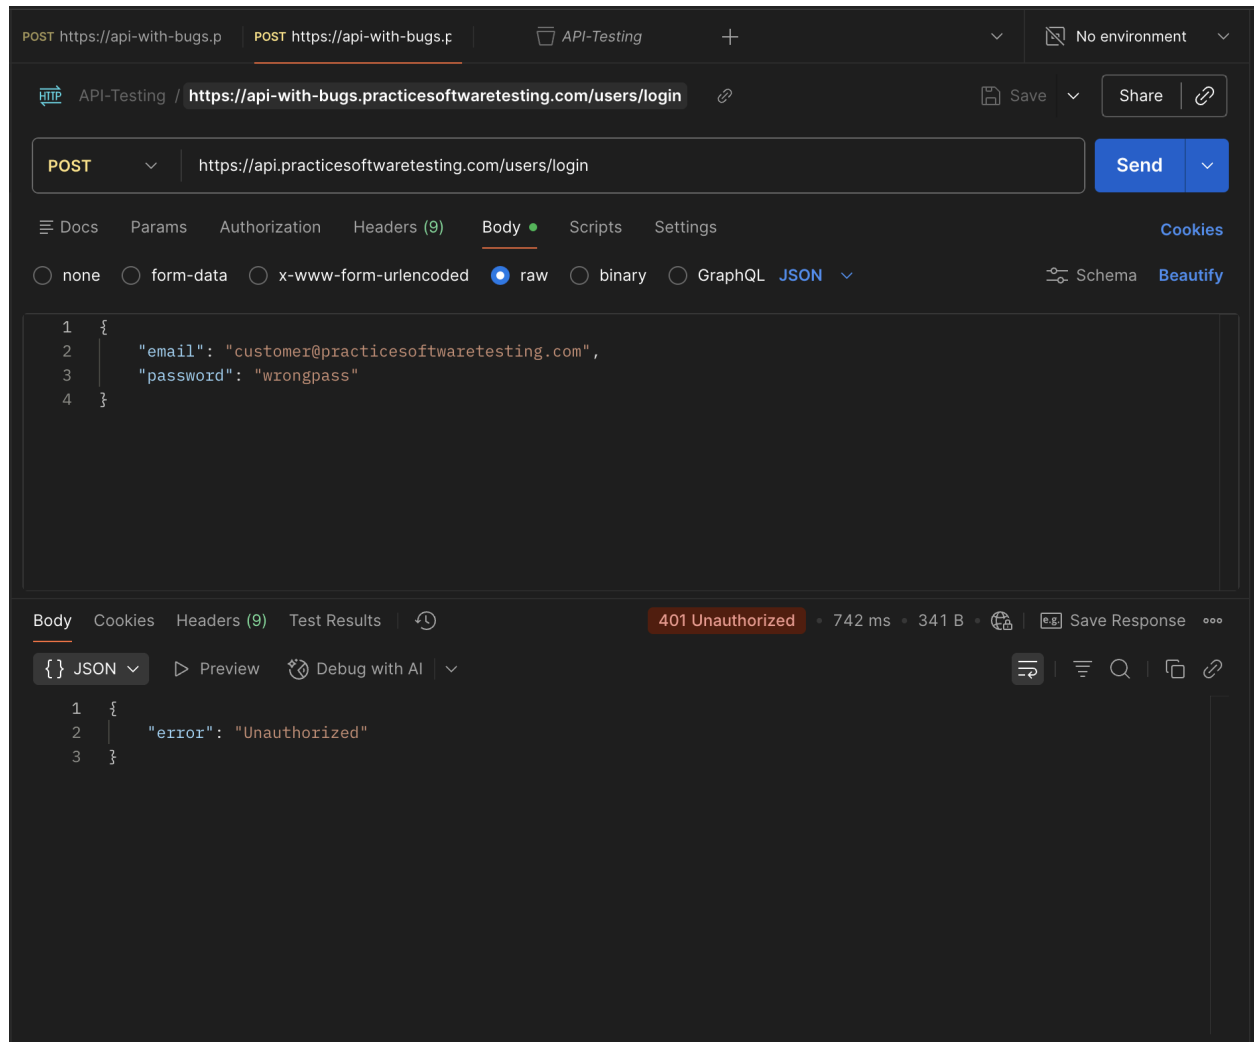 POST https://api-with-bugs.p POST https://api-with-bugs.p API-Testing No environment
HTTP API-Testing / https://api-with-bugs.practicesoftwaretesting.com/users/login Save Share
POST https://api.practicesoftwaretesting.com/users/login Send
Docs Params Authorization Headers (9) Body Scripts Settings Cookies
none form-data x-www-form-urlencoded raw binary GraphQL JSON Schema Beautify
1 {
2 "email": "customer@practicesoftwaretesting.com",
3 "password": "wrongpass"
4 }
Body Cookies Headers (9) Test Results 401 Unauthorized 742 ms 341 B e.g. Save Response
{} JSON Preview Debug with AI
1 {
2 "error": "Unauthorized"
3 }